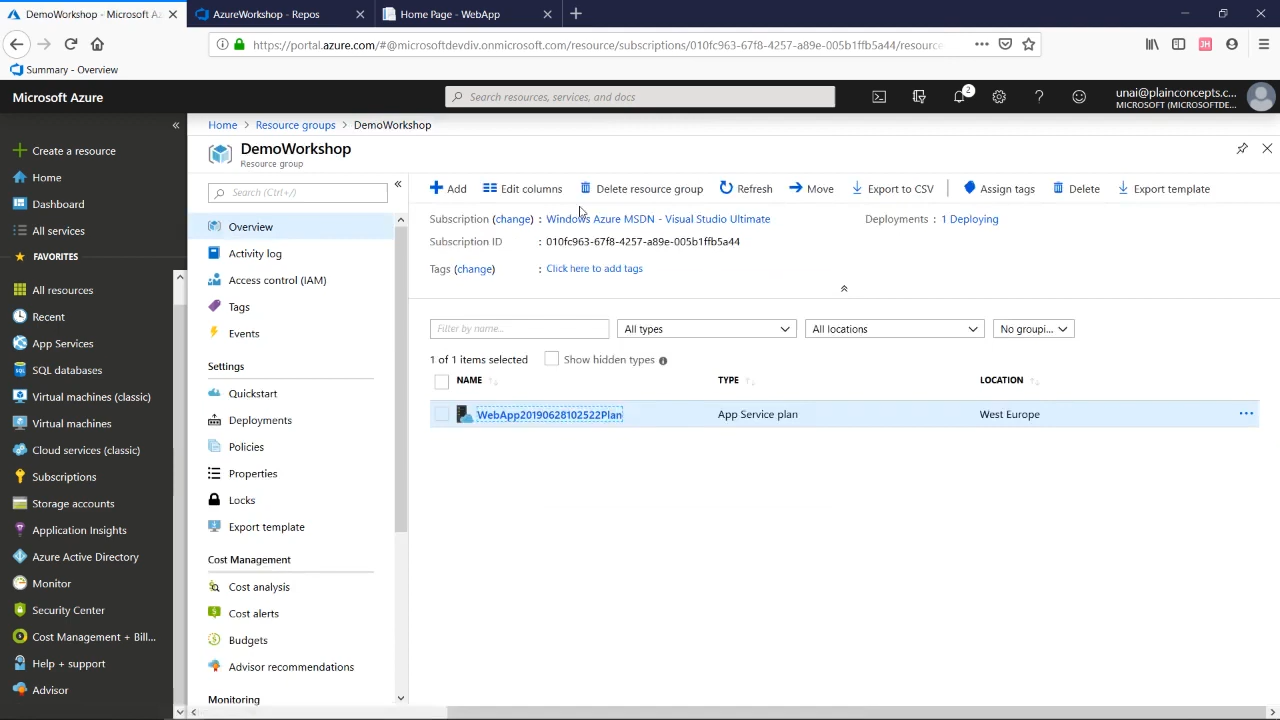 DemoWorkshop - Microsoft Az
AzureWorkshop - Repos
Home Page - WebApp
https://portal.azure.com/#@microsoftdevdiv.onmicrosoft.com/resource/subscriptions/010fc963-67f8-4257-a89e-005b1ffb5a44/resource
JH
Summary - Overview
Microsoft Azure
Search resources, services, and docs
2
unai@plainconcepts.c...
MICROSOFT (MICROSOFTDE...
Create a resource
Home
Dashboard
All services
FAVORITES
All resources
Recent
App Services
SQL databases
Virtual machines (classic)
Virtual machines
Cloud services (classic)
Subscriptions
Storage accounts
Application Insights
Azure Active Directory
Monitor
Security Center
Cost Management + Bill...
Help + support
Advisor
Home > Resource groups > DemoWorkshop
DemoWorkshop
Resource group
Search (Ctrl+/)
Overview
Activity log
Access control (IAM)
Tags
Events
Settings
Quickstart
Deployments
Policies
Properties
Locks
Export template
Cost Management
Cost analysis
Cost alerts
Budgets
Advisor recommendations
Monitoring
Add Edit columns Delete resource group Refresh Move Export to CSV Assign tags Delete Export template
Subscription (change) : Windows Azure MSDN - Visual Studio Ultimate Deployments : 1 Deploying
Subscription ID : 010fc963-67f8-4257-a89e-005b1ffb5a44
Tags (change) : Click here to add tags
Filter by name... All types All locations No groupi...
1 of 1 items selected Show hidden types
NAME TYPE LOCATION
WebApp20190628102522Plan App Service plan West Europe